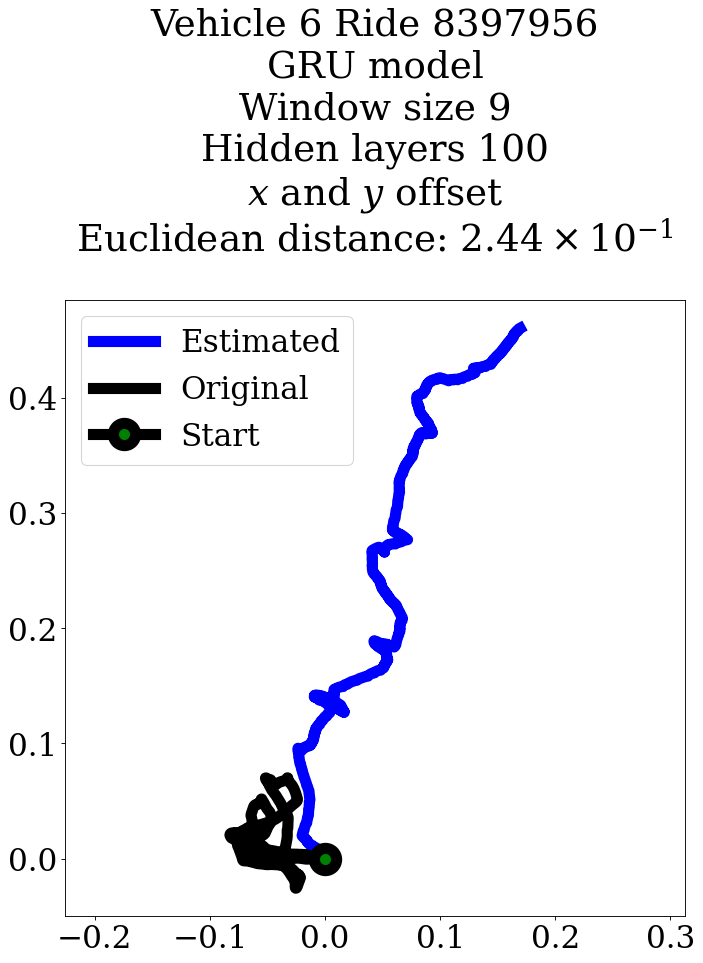 Vehicle 6 Ride 8397956
GRU model
Window size 9
Hidden layers 100
x and y offset
Euclidean distance: 2.44 × 10⁻¹
Estimated
Original
Start
0.4
0.3
0.2
0.1
0.0
−0.2 −0.1 0.0 0.1 0.2 0.3